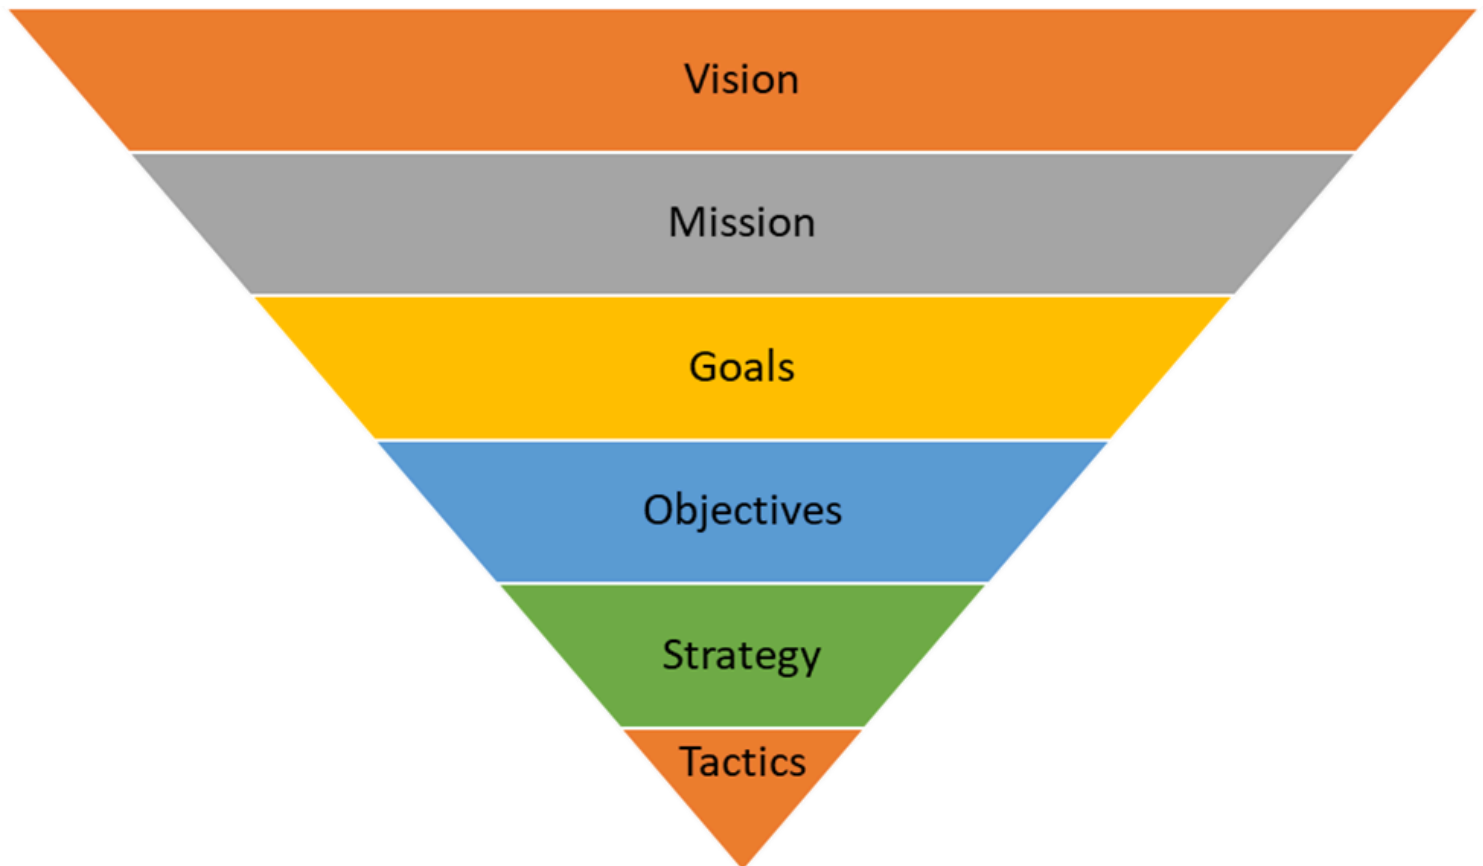 Vision
Mission
Goals
Objectives
Strategy
Tactics